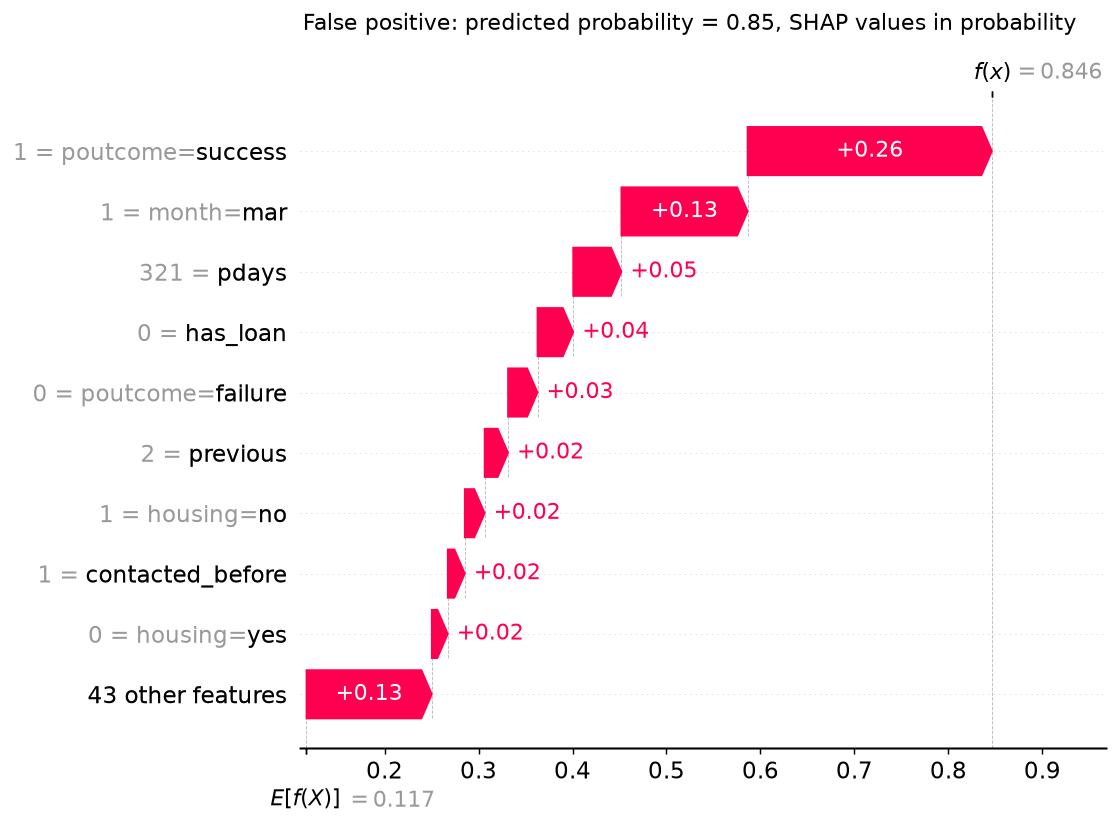 False positive: predicted probability = 0.85, SHAP values in probability
f(x) = 0.846
1 = poutcome=success +0.26
1 = month=mar +0.13
321 = pdays +0.05
0 = has_loan +0.04
0 = poutcome=failure +0.03
2 = previous +0.02
1 = housing=no +0.02
1 = contacted_before +0.02
0 = housing=yes +0.02
43 other features +0.13
0.2 0.3 0.4 0.5 0.6 0.7 0.8 0.9
E[f(X)] = 0.117